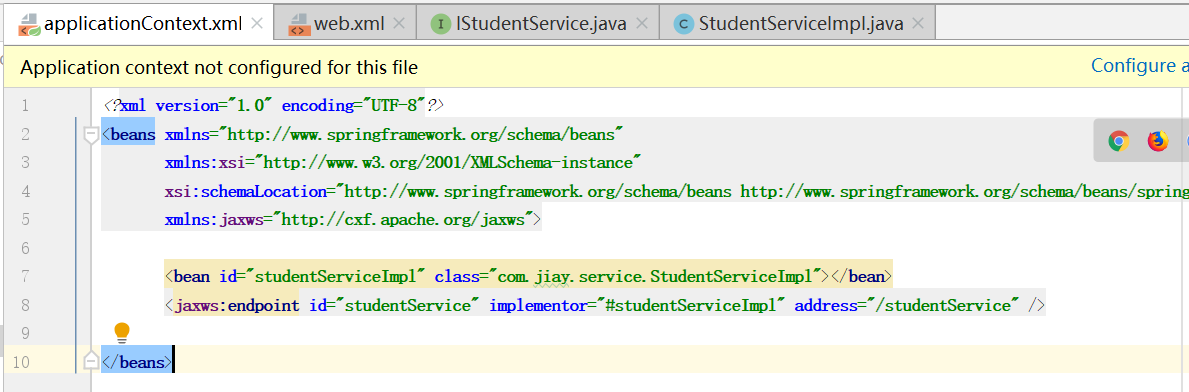 applicationContext.xml web.xml IStudentService.java StudentServiceImpl.java
Application context not configured for this file Configure a
1 <?xml version="1.0" encoding="UTF-8"?>
2 <beans xmlns="http://www.springframework.org/schema/beans"
3 xmlns:xsi="http://www.w3.org/2001/XMLSchema-instance"
4 xsi:schemaLocation="http://www.springframework.org/schema/beans http://www.springframework.org/schema/beans/spring
5 xmlns:jaxws="http://cxf.apache.org/jaxws">
6
7 <bean id="studentServiceImpl" class="com.jiay.service.StudentServiceImpl"></bean>
8 <jaxws:endpoint id="studentService" implementor="#studentServiceImpl" address="/studentService" />
9
10 </beans>